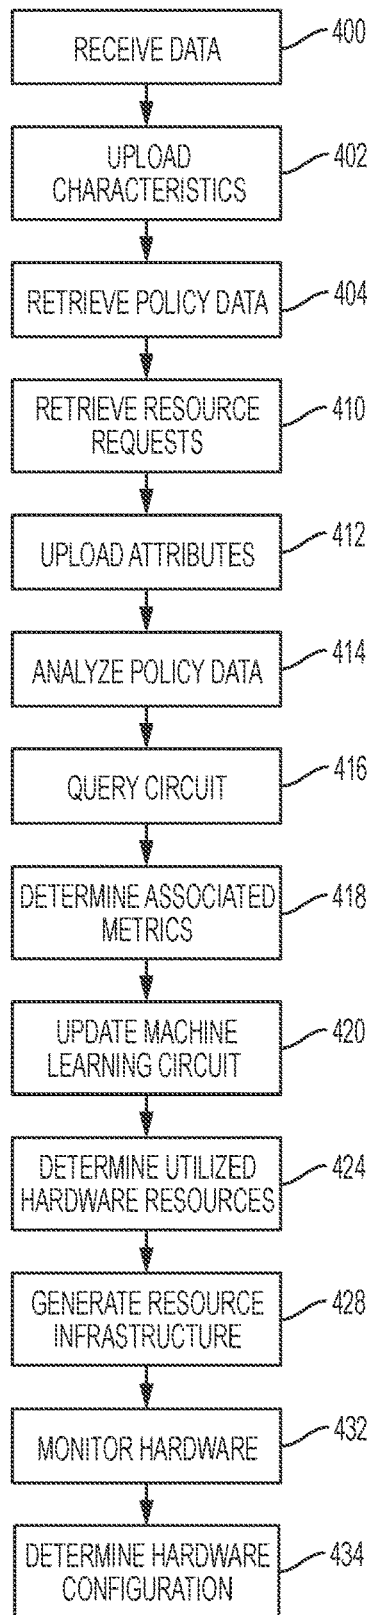 RECEIVE DATA
400
UPLOAD
CHARACTERISTICS
402
RETRIEVE POLICY DATA
404
RETRIEVE RESOURCE
REQUESTS
410
UPLOAD ATTRIBUTES
412
ANALYZE POLICY DATA
414
QUERY CIRCUIT
416
DETERMINE ASSOCIATED
METRICS
418
UPDATE MACHINE
LEARNING CIRCUIT
420
DETERMINE UTILIZED
HARDWARE RESOURCES
424
GENERATE RESOURCE
INFRASTRUCTURE
428
MONITOR HARDWARE
432
DETERMINE HARDWARE
CONFIGURATION
434